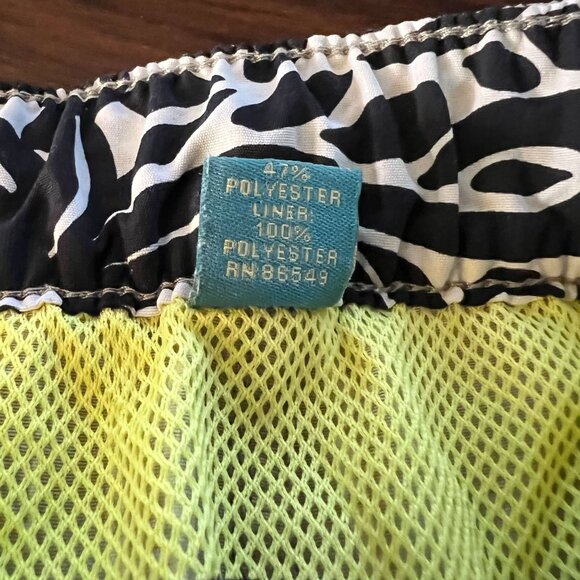 47%
POLYESTER
LINER:
100%
POLYESTER
RN 86549